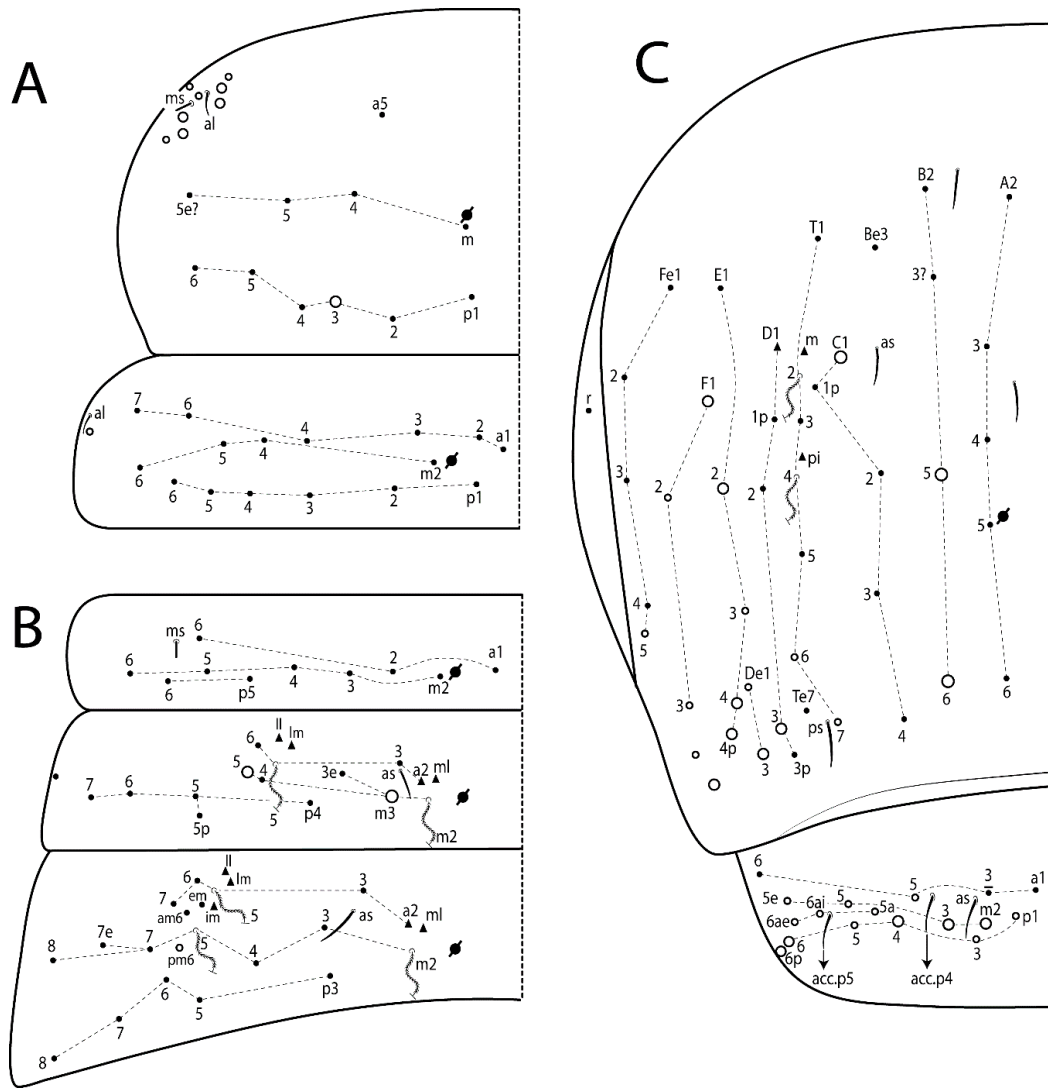 A
ms
al
a5
5e?
5
4
m
6
5
4
3
2
p1
al
7
6
4
3
2
a1
6
5
4
m2
6
5
4
3
2
p1
B
ms
6
6
5
4
3
2
a1
m2
6
p5
ll
lm
6
5
4
3e
3
as
a2
ml
m3
7
6
5
5p
5
p4
m2
ll
lm
6
em
7
am6
im
5
3
3
as
a2
ml
8
7e
7
pm6
5
4
m2
6
5
p3
7
8
C
B2
A2
T1
Be3
Fe1
E1
3?
D1
m
C1
as
3
2
F1
2
1p
r
1p
3
pi
4
4
3
2
2
2
2
5
5
5
4
3
3
5
6
De1
Te7
6
6
3
4
4p
3
3
3p
ps
7
4
6
5e
5
5
3
a1
6ai
5a
as
m2
6ae
5
4
3
p1
6
6p
3
acc.p5
acc.p4